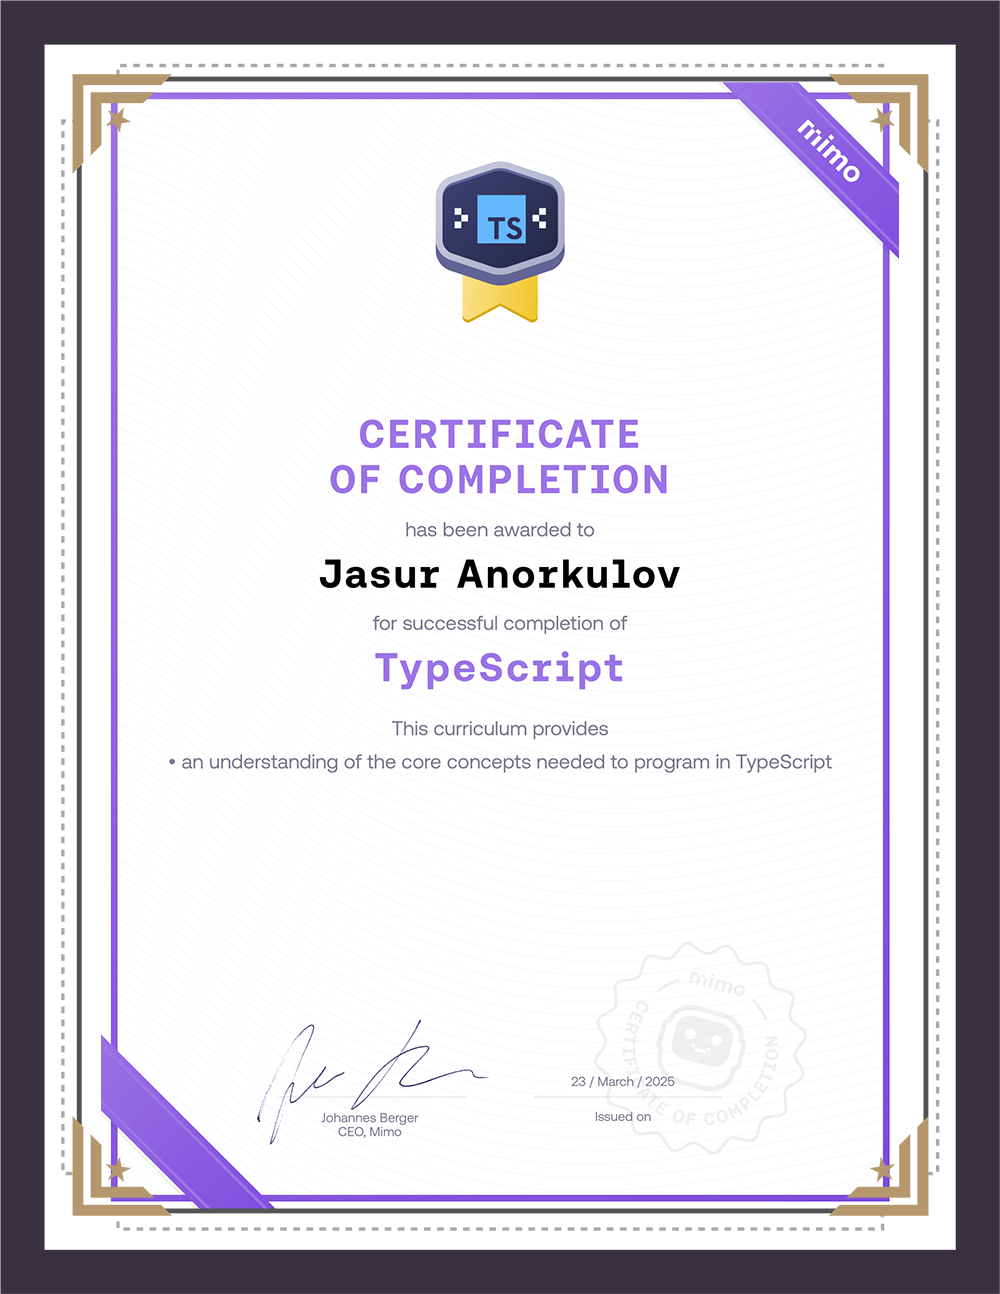 mimo
TS
CERTIFICATE
OF COMPLETION
has been awarded to
Jasur Anorkulov
for successful completion of
TypeScript
This curriculum provides
• an understanding of the core concepts needed to program in TypeScript
mimo
CERTIFICATE OF COMPLETION
23 / March / 2025
Issued on
Johannes Berger
CEO, Mimo